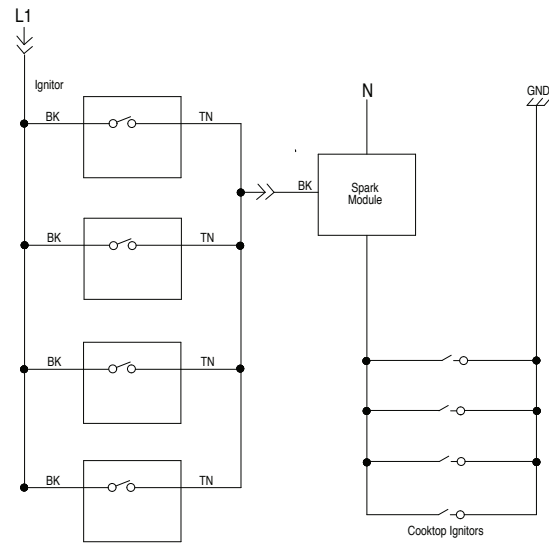 L1
Ignitor
BK TN
N
GND
BK
Spark
Module
BK TN
BK TN
BK TN
Cooktop Ignitors